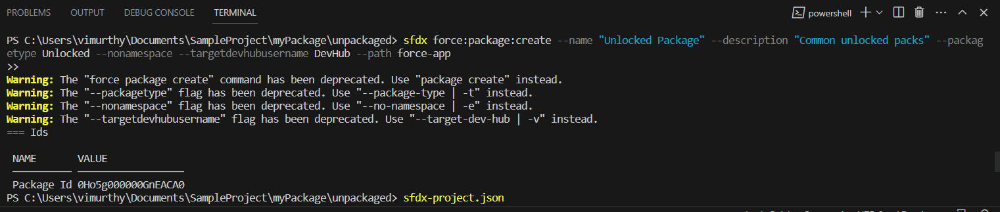 PROBLEMS OUTPUT DEBUG CONSOLE TERMINAL powershell
PS C:\Users\vimurthy\Documents\SampleProject\myPackage\unpackaged> sfdx force:package:create --name "Unlocked Package" --description "Common unlocked packs" --packag
etype Unlocked --nonamespace --targetdevhubusername DevHub --path force-app
>>
Warning: The "force package create" command has been deprecated. Use "package create" instead.
Warning: The "--packagetype" flag has been deprecated. Use "--package-type | -t" instead.
Warning: The "--nonamespace" flag has been deprecated. Use "--no-namespace | -e" instead.
Warning: The "--targetdevhubusername" flag has been deprecated. Use "--target-dev-hub | -v" instead.
=== Ids
NAME VALUE
Package Id 0Ho5g000000GnEACA0
PS C:\Users\vimurthy\Documents\SampleProject\myPackage\unpackaged> sfdx-project.json